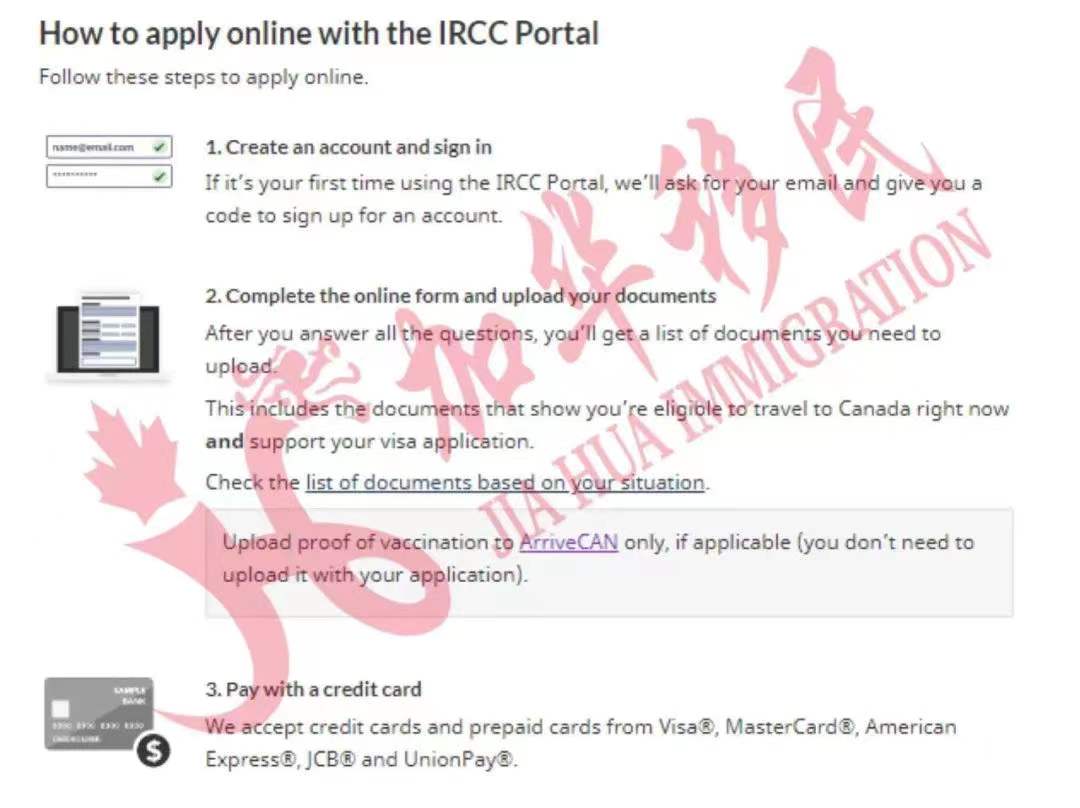 How to apply online with the IRCC Portal
Follow these steps to apply online.
name@email.com
**********
1. Create an account and sign in
If it's your first time using the IRCC Portal, we'll ask for your email and give you a
code to sign up for an account.
2. Complete the online form and upload your documents
After you answer all the questions, you'll get a list of documents you need to
upload.
This includes the documents that show you're eligible to travel to Canada right now
and support your visa application.
Check the list of documents based on your situation.
Upload proof of vaccination to ArriveCAN only, if applicable (you don't need to
upload it with your application).
SAMPLE
BANK
3. Pay with a credit card
We accept credit cards and prepaid cards from Visa®, MasterCard®, American
Express®, JCB® and UnionPay®.
$
加华移民
JIA HUA IMMIGRATION